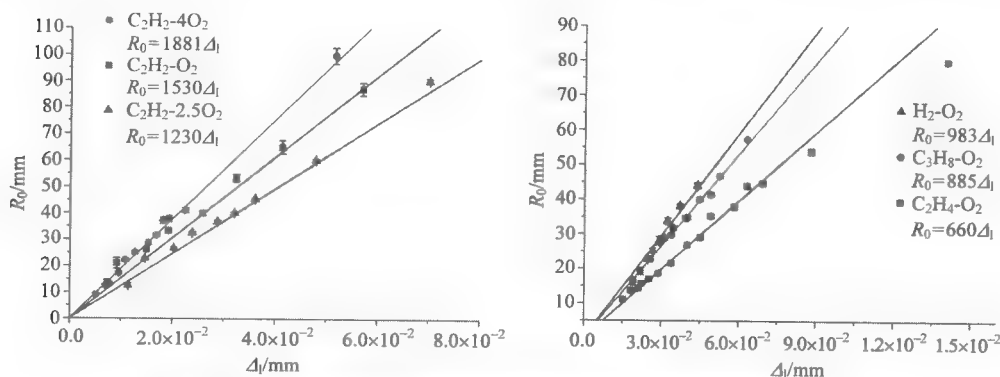 110
100
90
80
70
60
50
40
30
20
10
0
R₀/mm
C₂H₂-4O₂
R₀=1881Δₗ
C₂H₂-O₂
R₀=1530Δₗ
C₂H₂-2.5O₂
R₀=1230Δₗ
0.0 2.0×10⁻² 4.0×10⁻² 6.0×10⁻² 8.0×10⁻²
Δₗ/mm
90
80
70
60
50
40
30
20
10
R₀/mm
H₂-O₂
R₀=983Δₗ
C₃H₈-O₂
R₀=885Δₗ
C₂H₄-O₂
R₀=660Δₗ
0.0 3.0×10⁻² 6.0×10⁻² 9.0×10⁻² 1.2×10⁻² 1.5×10⁻²
Δₗ/mm